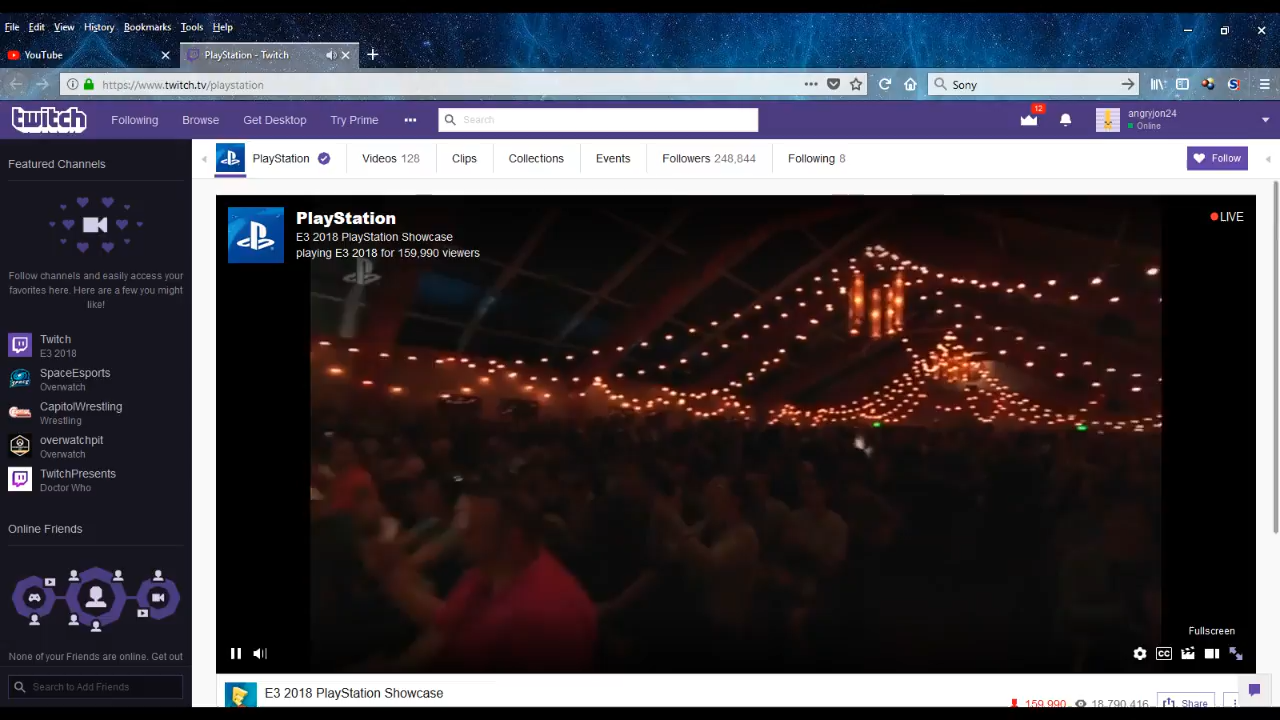 File Edit View History Bookmarks Tools Help
YouTube
PlayStation - Twitch
https://www.twitch.tv/playstation
Sony
twitch
Following
Browse
Get Desktop
Try Prime
Search
12
angryjon24
Online
Featured Channels
Follow channels and easily access your
favorites here. Here are a few you might
like!
Twitch
E3 2018
SpaceEsports
Overwatch
CapitolWrestling
Wrestling
overwatchpit
Overwatch
TwitchPresents
Doctor Who
Online Friends
None of your Friends are online. Get out
Search to Add Friends
PlayStation
Videos 128
Clips
Collections
Events
Followers 248,844
Following 8
Follow
PlayStation
E3 2018 PlayStation Showcase
playing E3 2018 for 159,990 viewers
LIVE
Fullscreen
CC
E3 2018 PlayStation Showcase
159,990
18,790,416
Share